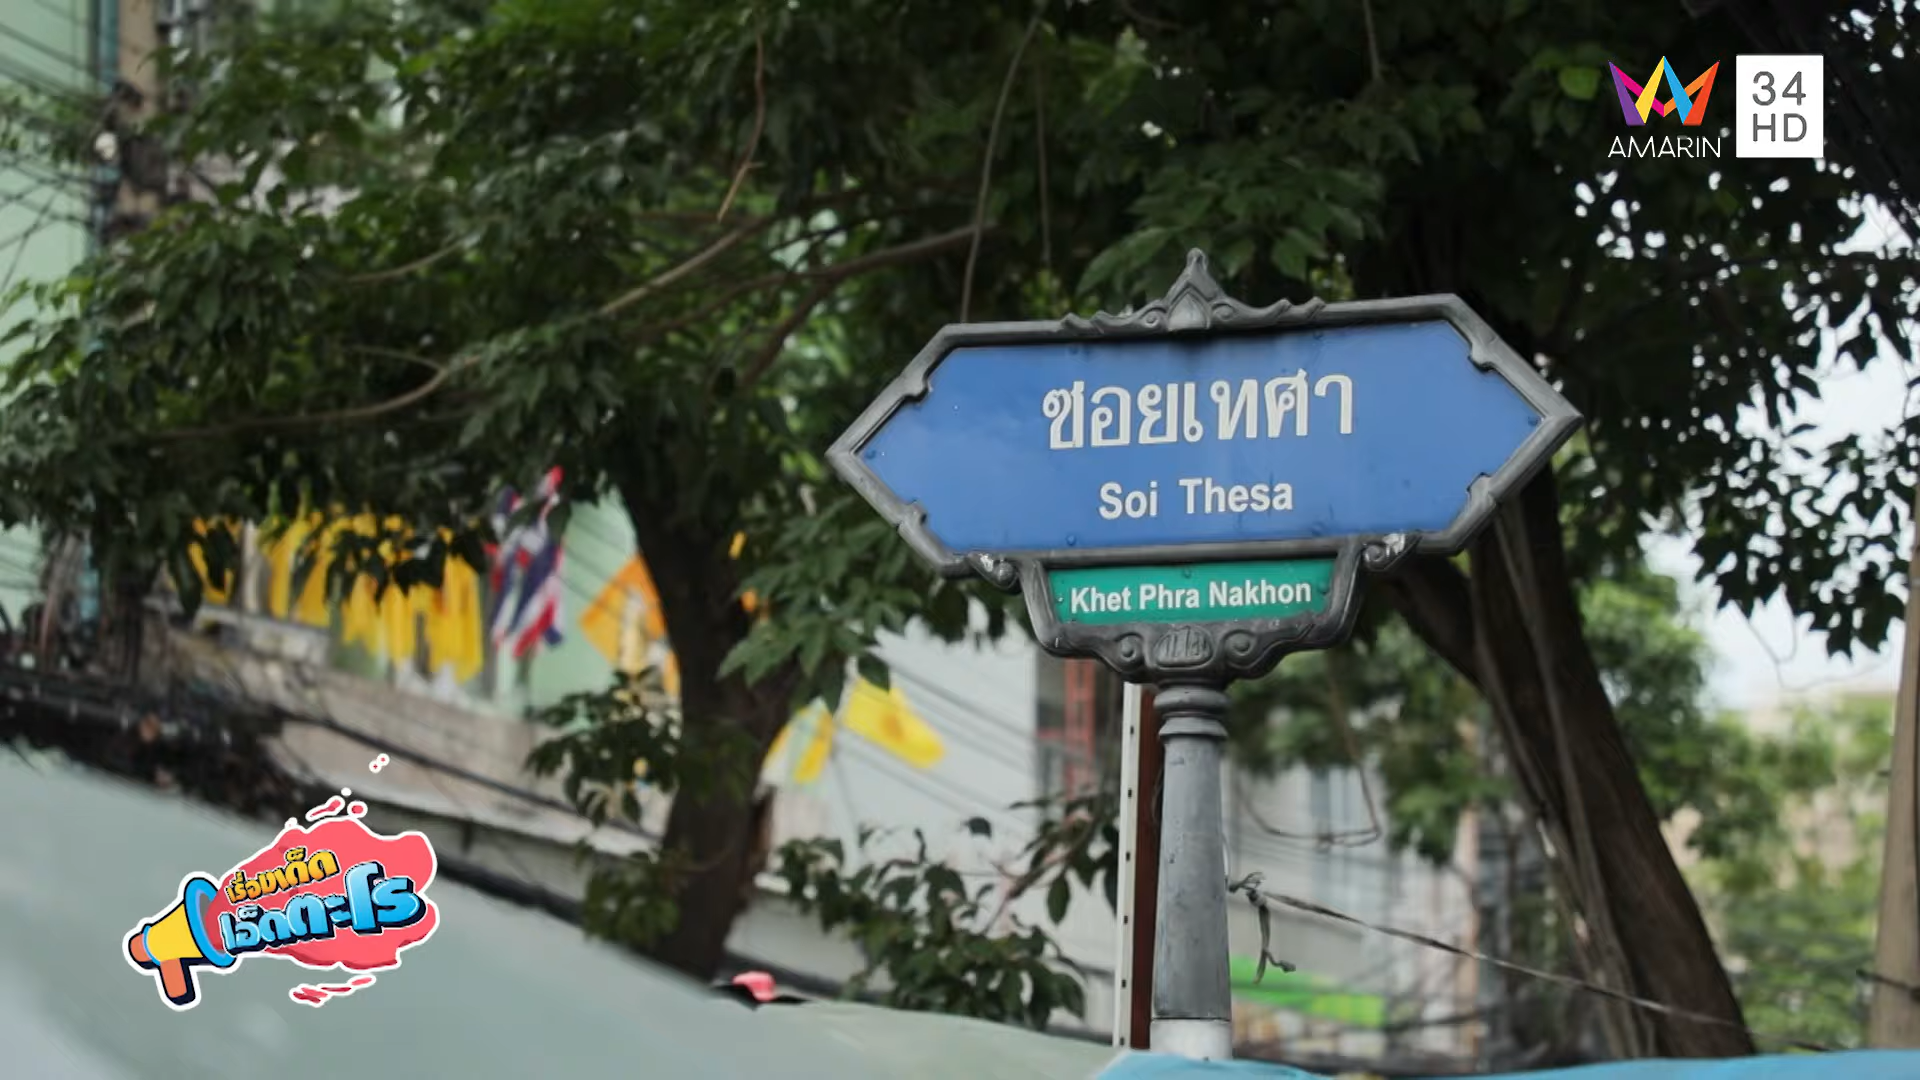 AMARIN
34
HD
ซอยเทศา
Soi Thesa
Khet Phra Nakhon
เรื่องเด็ด
เอ็ดตะโร